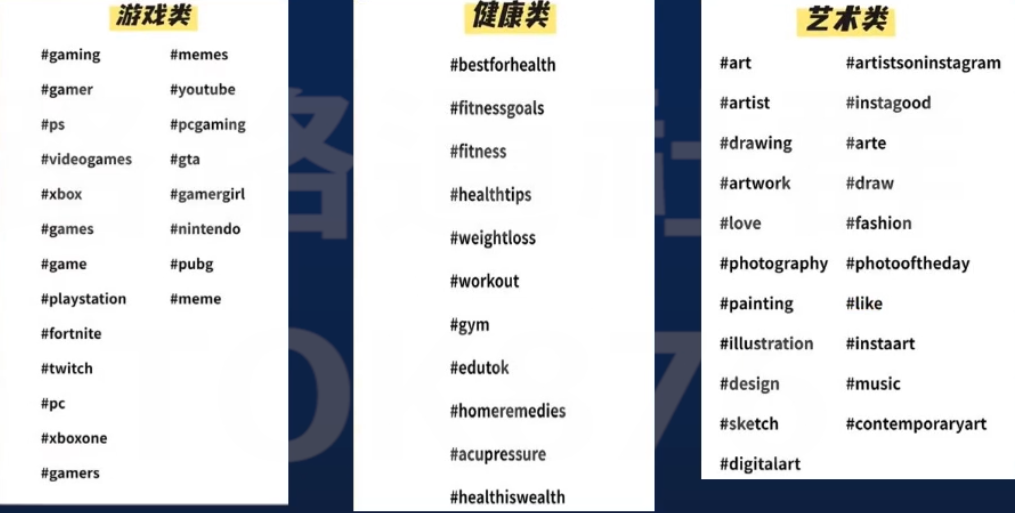 游戏类
#gaming
#gamer
#ps
#videogames
#xbox
#games
#game
#playstation
#fortnite
#twitch
#pc
#xboxone
#gamers
#memes
#youtube
#pcgaming
#gta
#gamergirl
#nintendo
#pubg
#meme
健康类
#bestforhealth
#fitnessgoals
#fitness
#healthtips
#weightloss
#workout
#gym
#edutok
#homeremedies
#acupressure
#healthiswealth
艺术类
#art
#artist
#drawing
#artwork
#love
#photography
#painting
#illustration
#design
#sketch
#digitalart
#artistsoninstagram
#instagood
#arte
#draw
#fashion
#photooftheday
#like
#instaart
#music
#contemporaryart